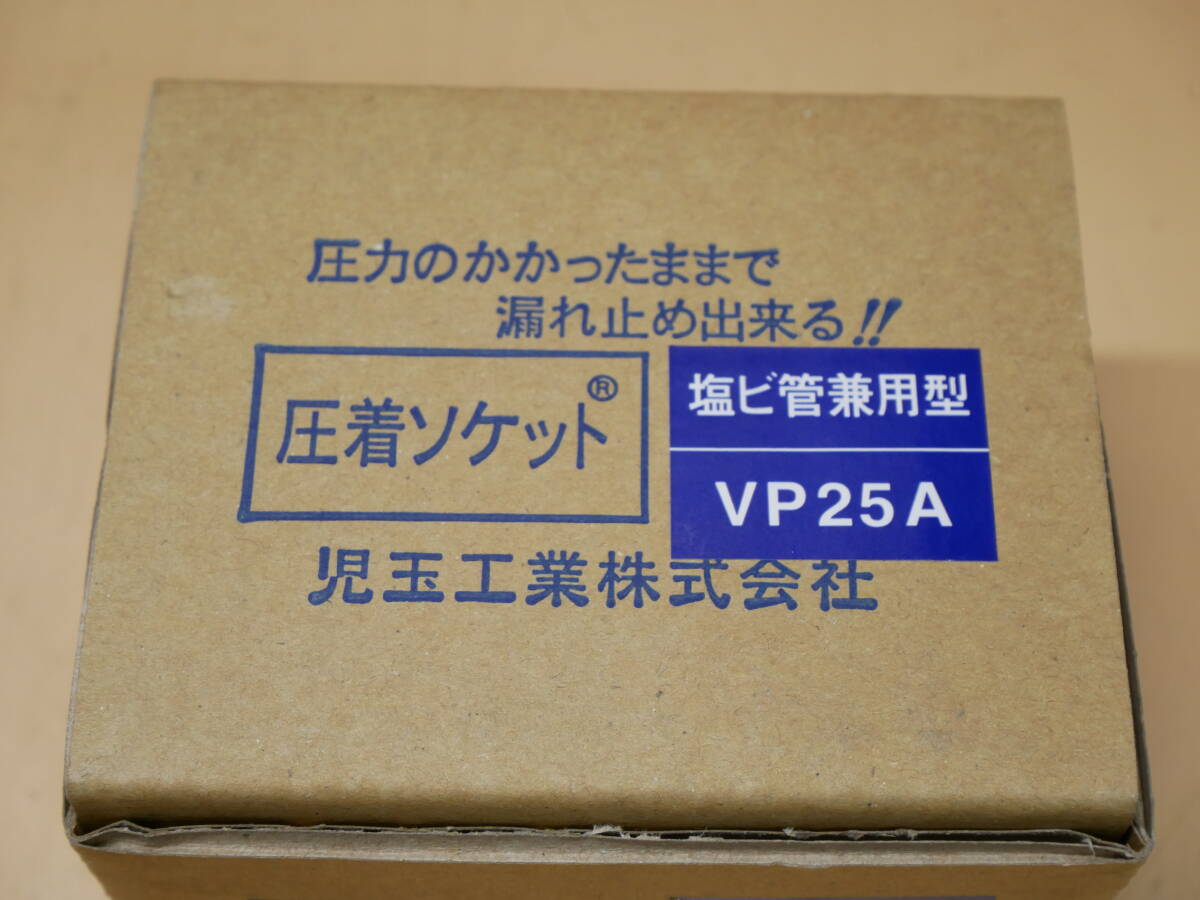 圧力のかかったままで
漏れ止め出来る!!
圧着ソケット®
塩ビ管兼用型
VP25A
児玉工業株式会社